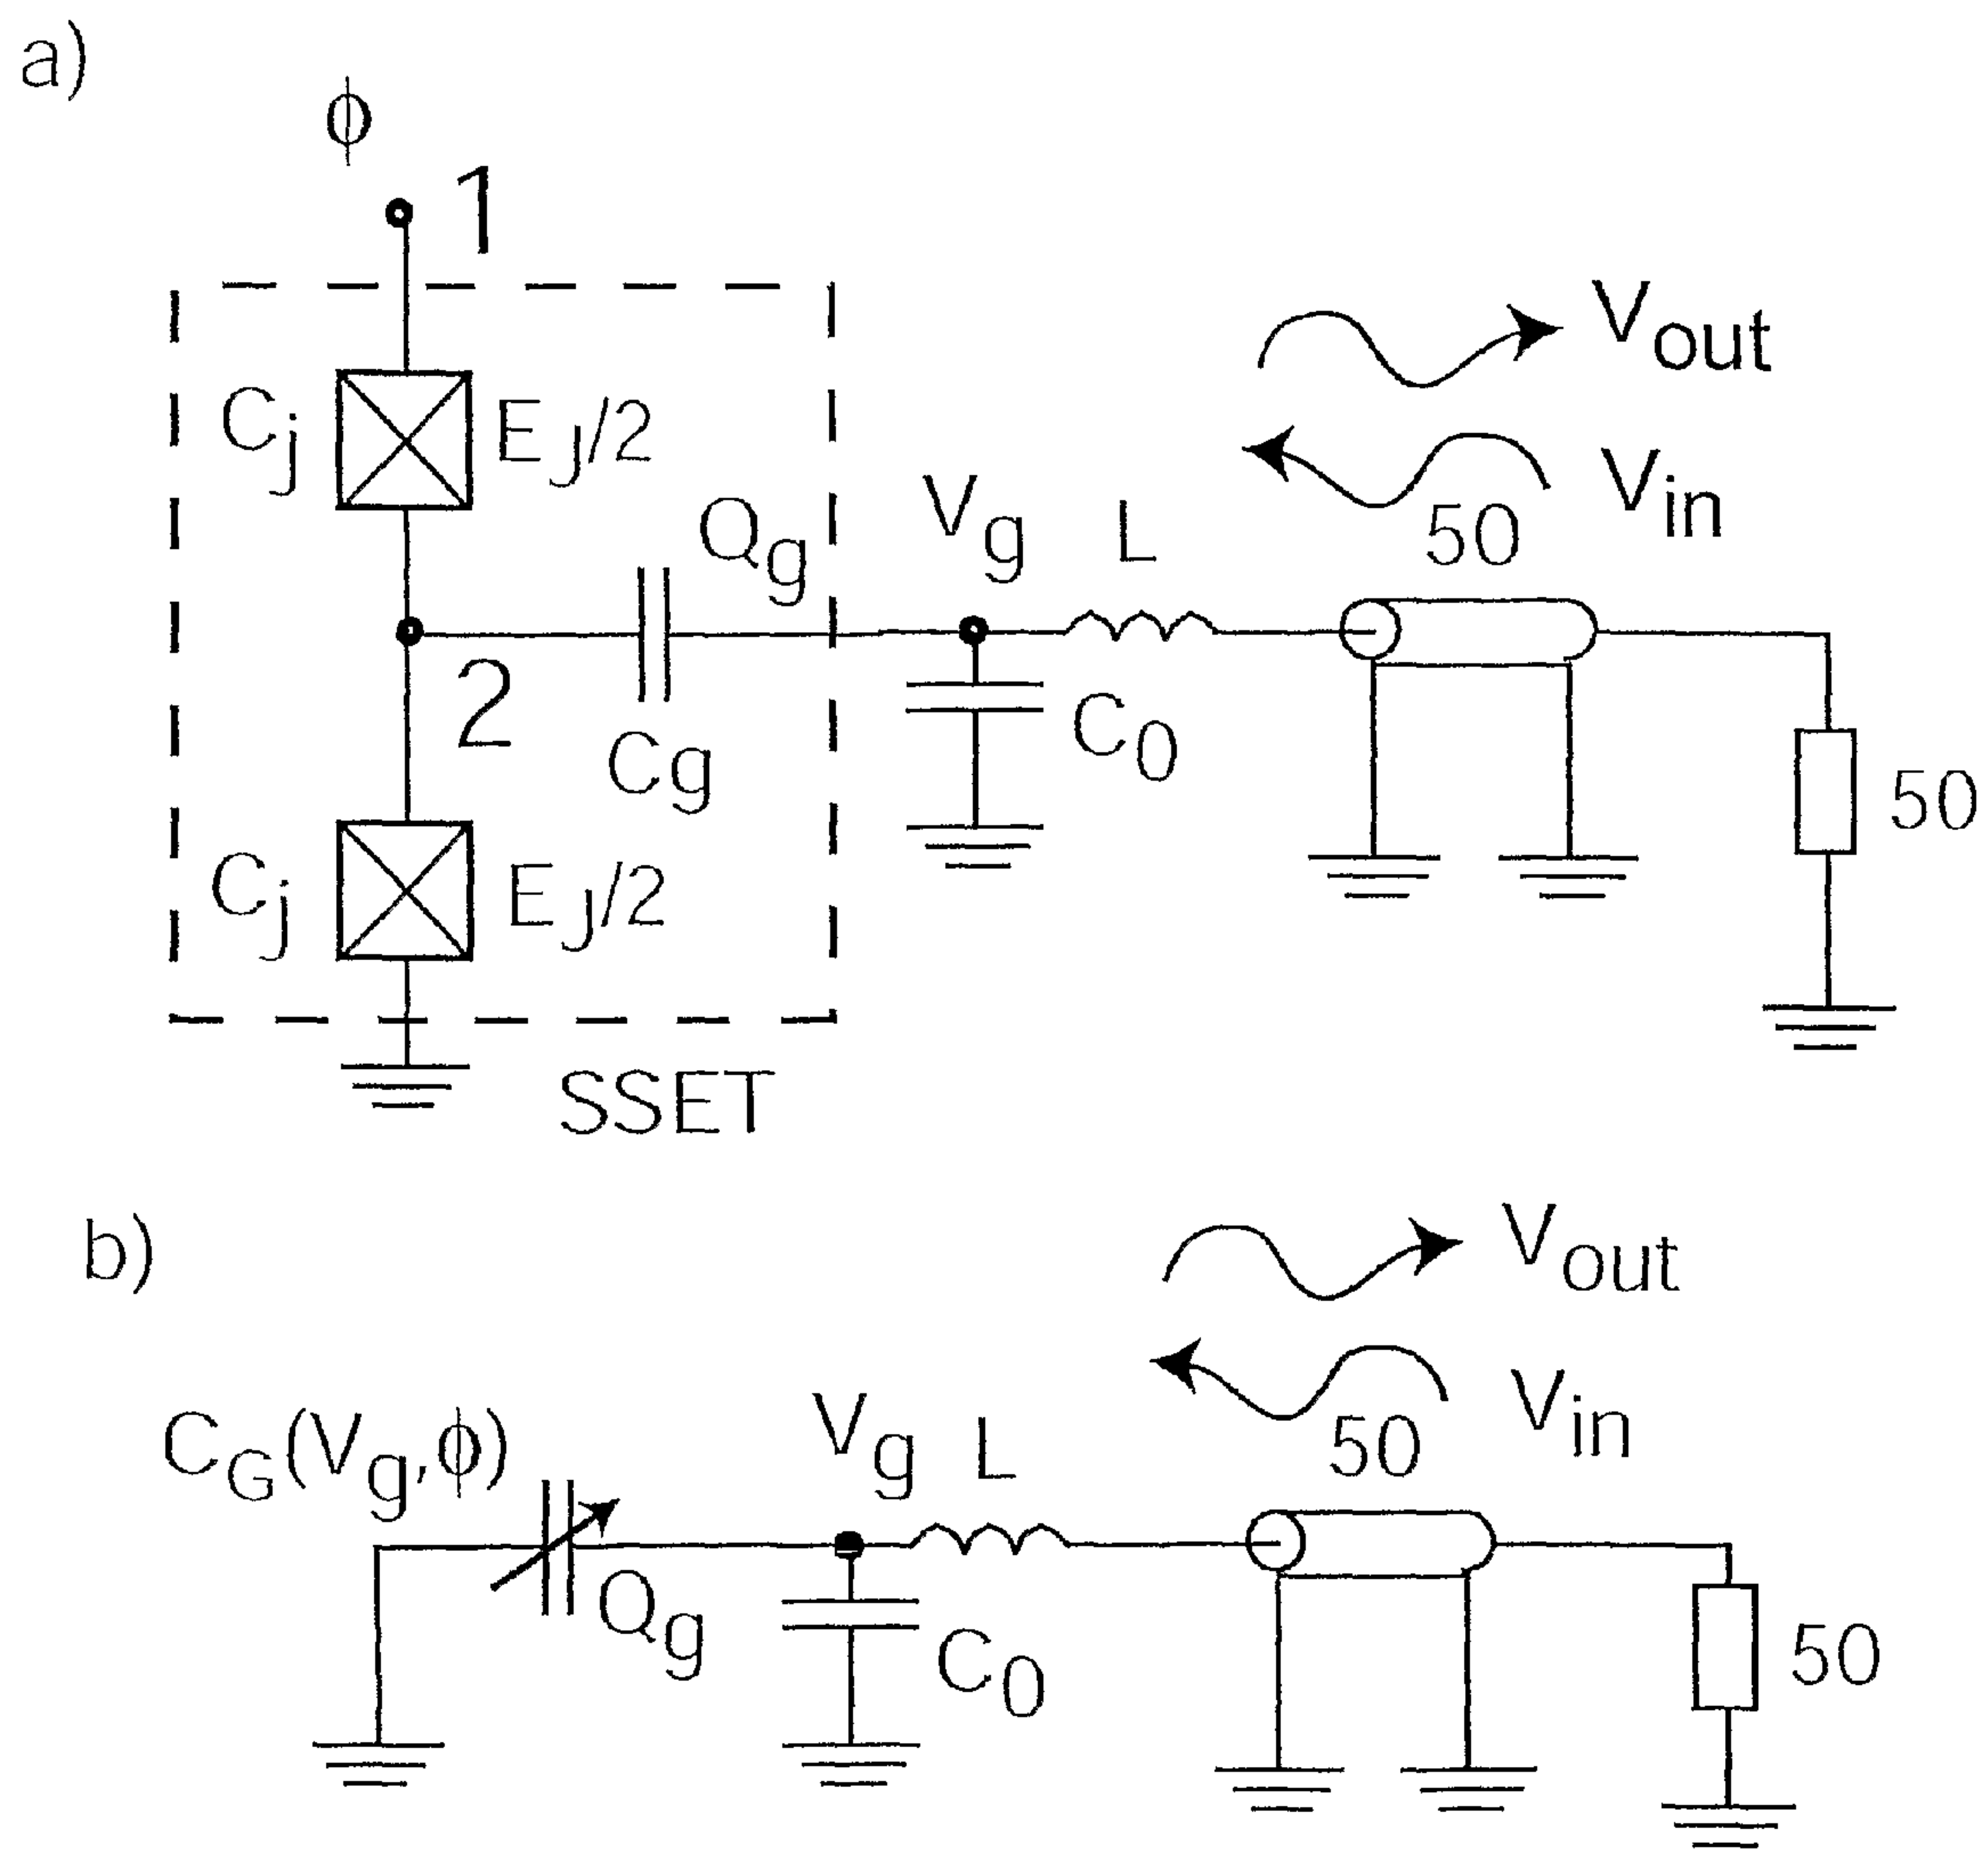 a)
ϕ
1
Vout
Cj
EJ/2
Vin
Qg
Vg
L
50
2
Cg
C0
50
Cj
EJ/2
SSET
b)
Vout
Vin
CG(Vg,ϕ)
Vg
L
50
Qg
C0
50